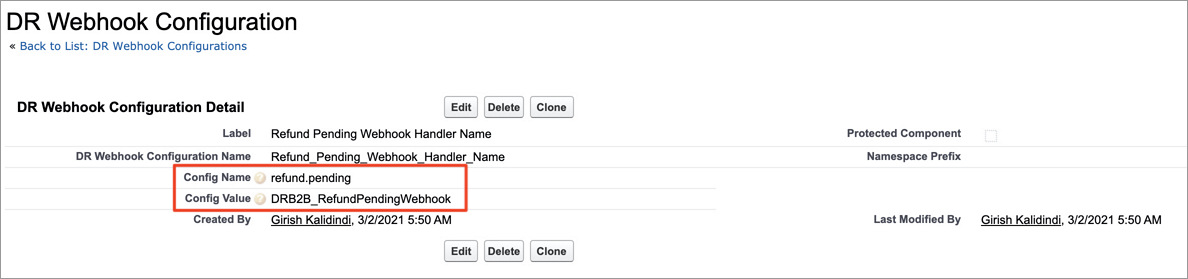 DR Webhook Configuration
« Back to List: DR Webhook Configurations
DR Webhook Configuration Detail Edit Delete Clone
Label Refund Pending Webhook Handler Name Protected Component
DR Webhook Configuration Name Refund_Pending_Webhook_Handler_Name Namespace Prefix
Config Name ? refund.pending
Config Value ? DRB2B_RefundPendingWebhook
Created By Girish Kalidindi, 3/2/2021 5:50 AM Last Modified By Girish Kalidindi, 3/2/2021 5:50 AM
Edit Delete Clone